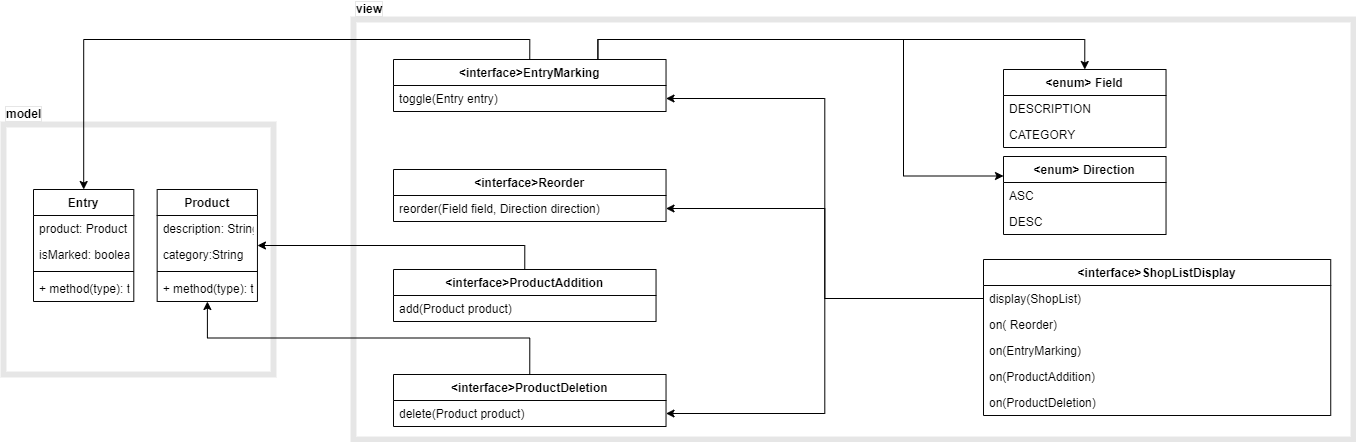 view
model
<interface>EntryMarking
toggle(Entry entry)
<enum> Field
DESCRIPTION
CATEGORY
<enum> Direction
ASC
DESC
Entry
product: Product
isMarked: boolea
+ method(type): t
Product
description: Strin
category:String
+ method(type): t
<interface>Reorder
reorder(Field field, Direction direction)
<interface>ProductAddition
add(Product product)
<interface>ProductDeletion
delete(Product product)
<interface>ShopListDisplay
display(ShopList)
on( Reorder)
on(EntryMarking)
on(ProductAddition)
on(ProductDeletion)